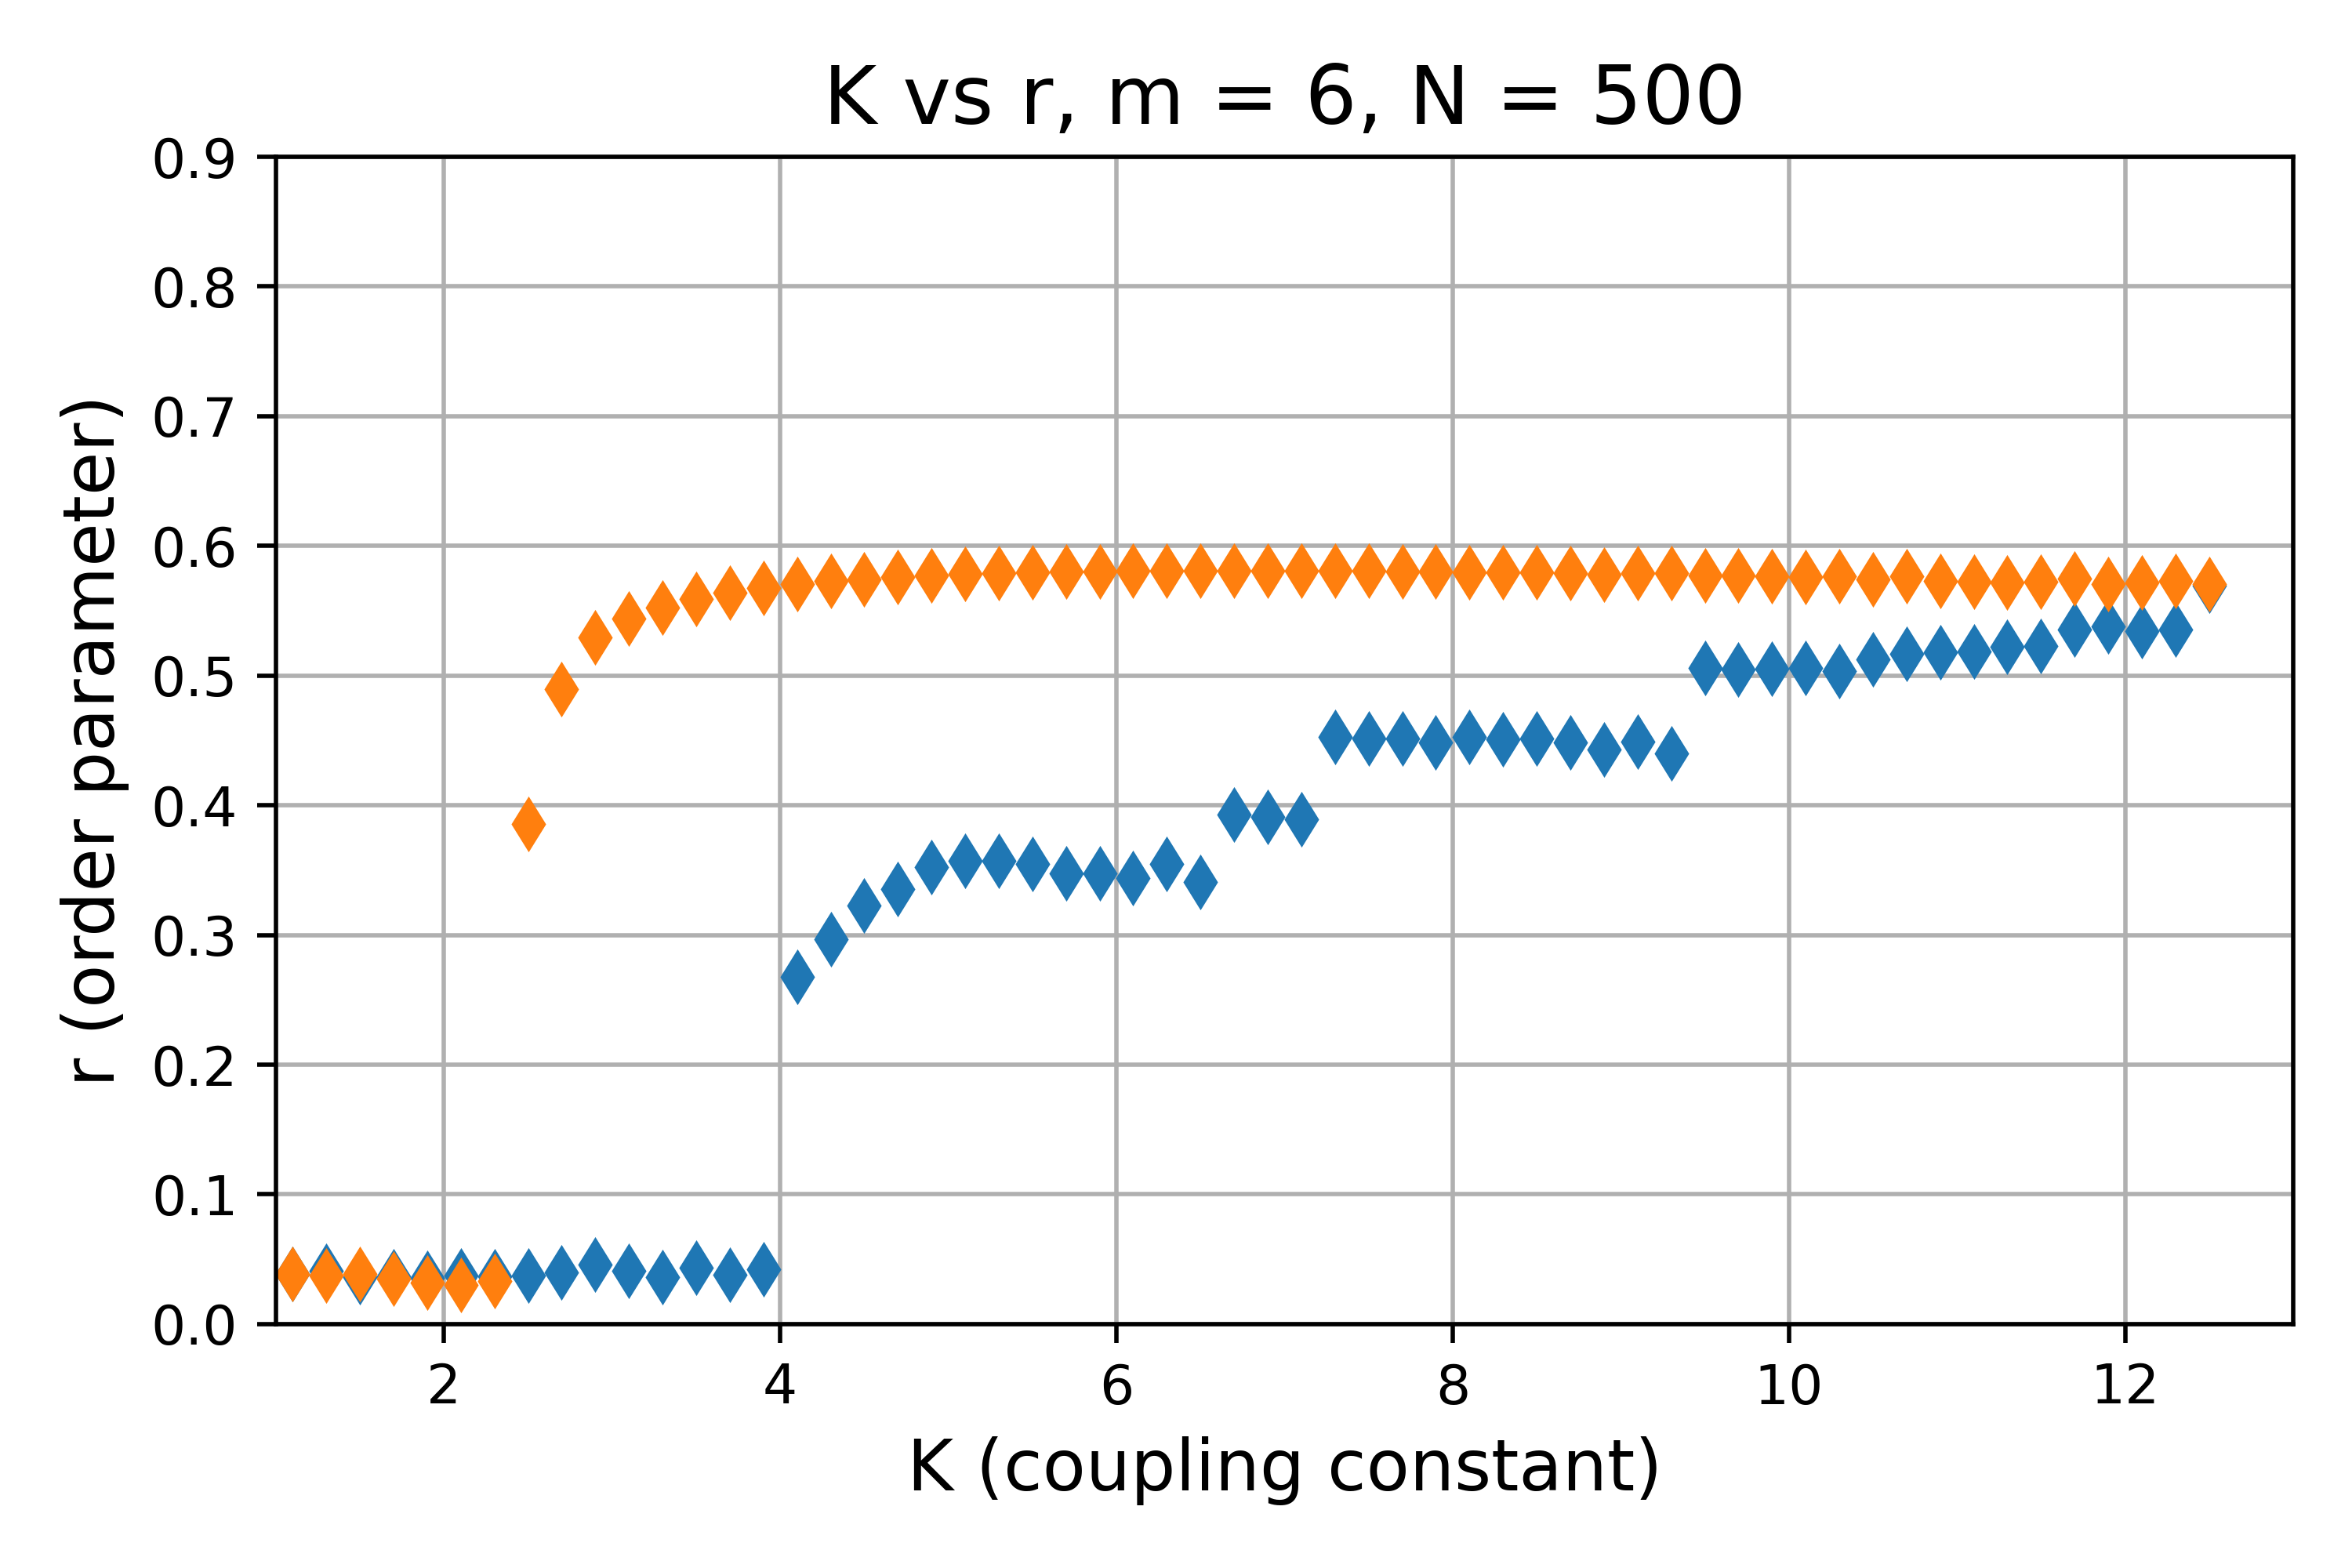 K vs r, m = 6, N = 500
r (order parameter)
0.9
0.8
0.7
0.6
0.5
0.4
0.3
0.2
0.1
0.0
2 4 6 8 10 12
K (coupling constant)